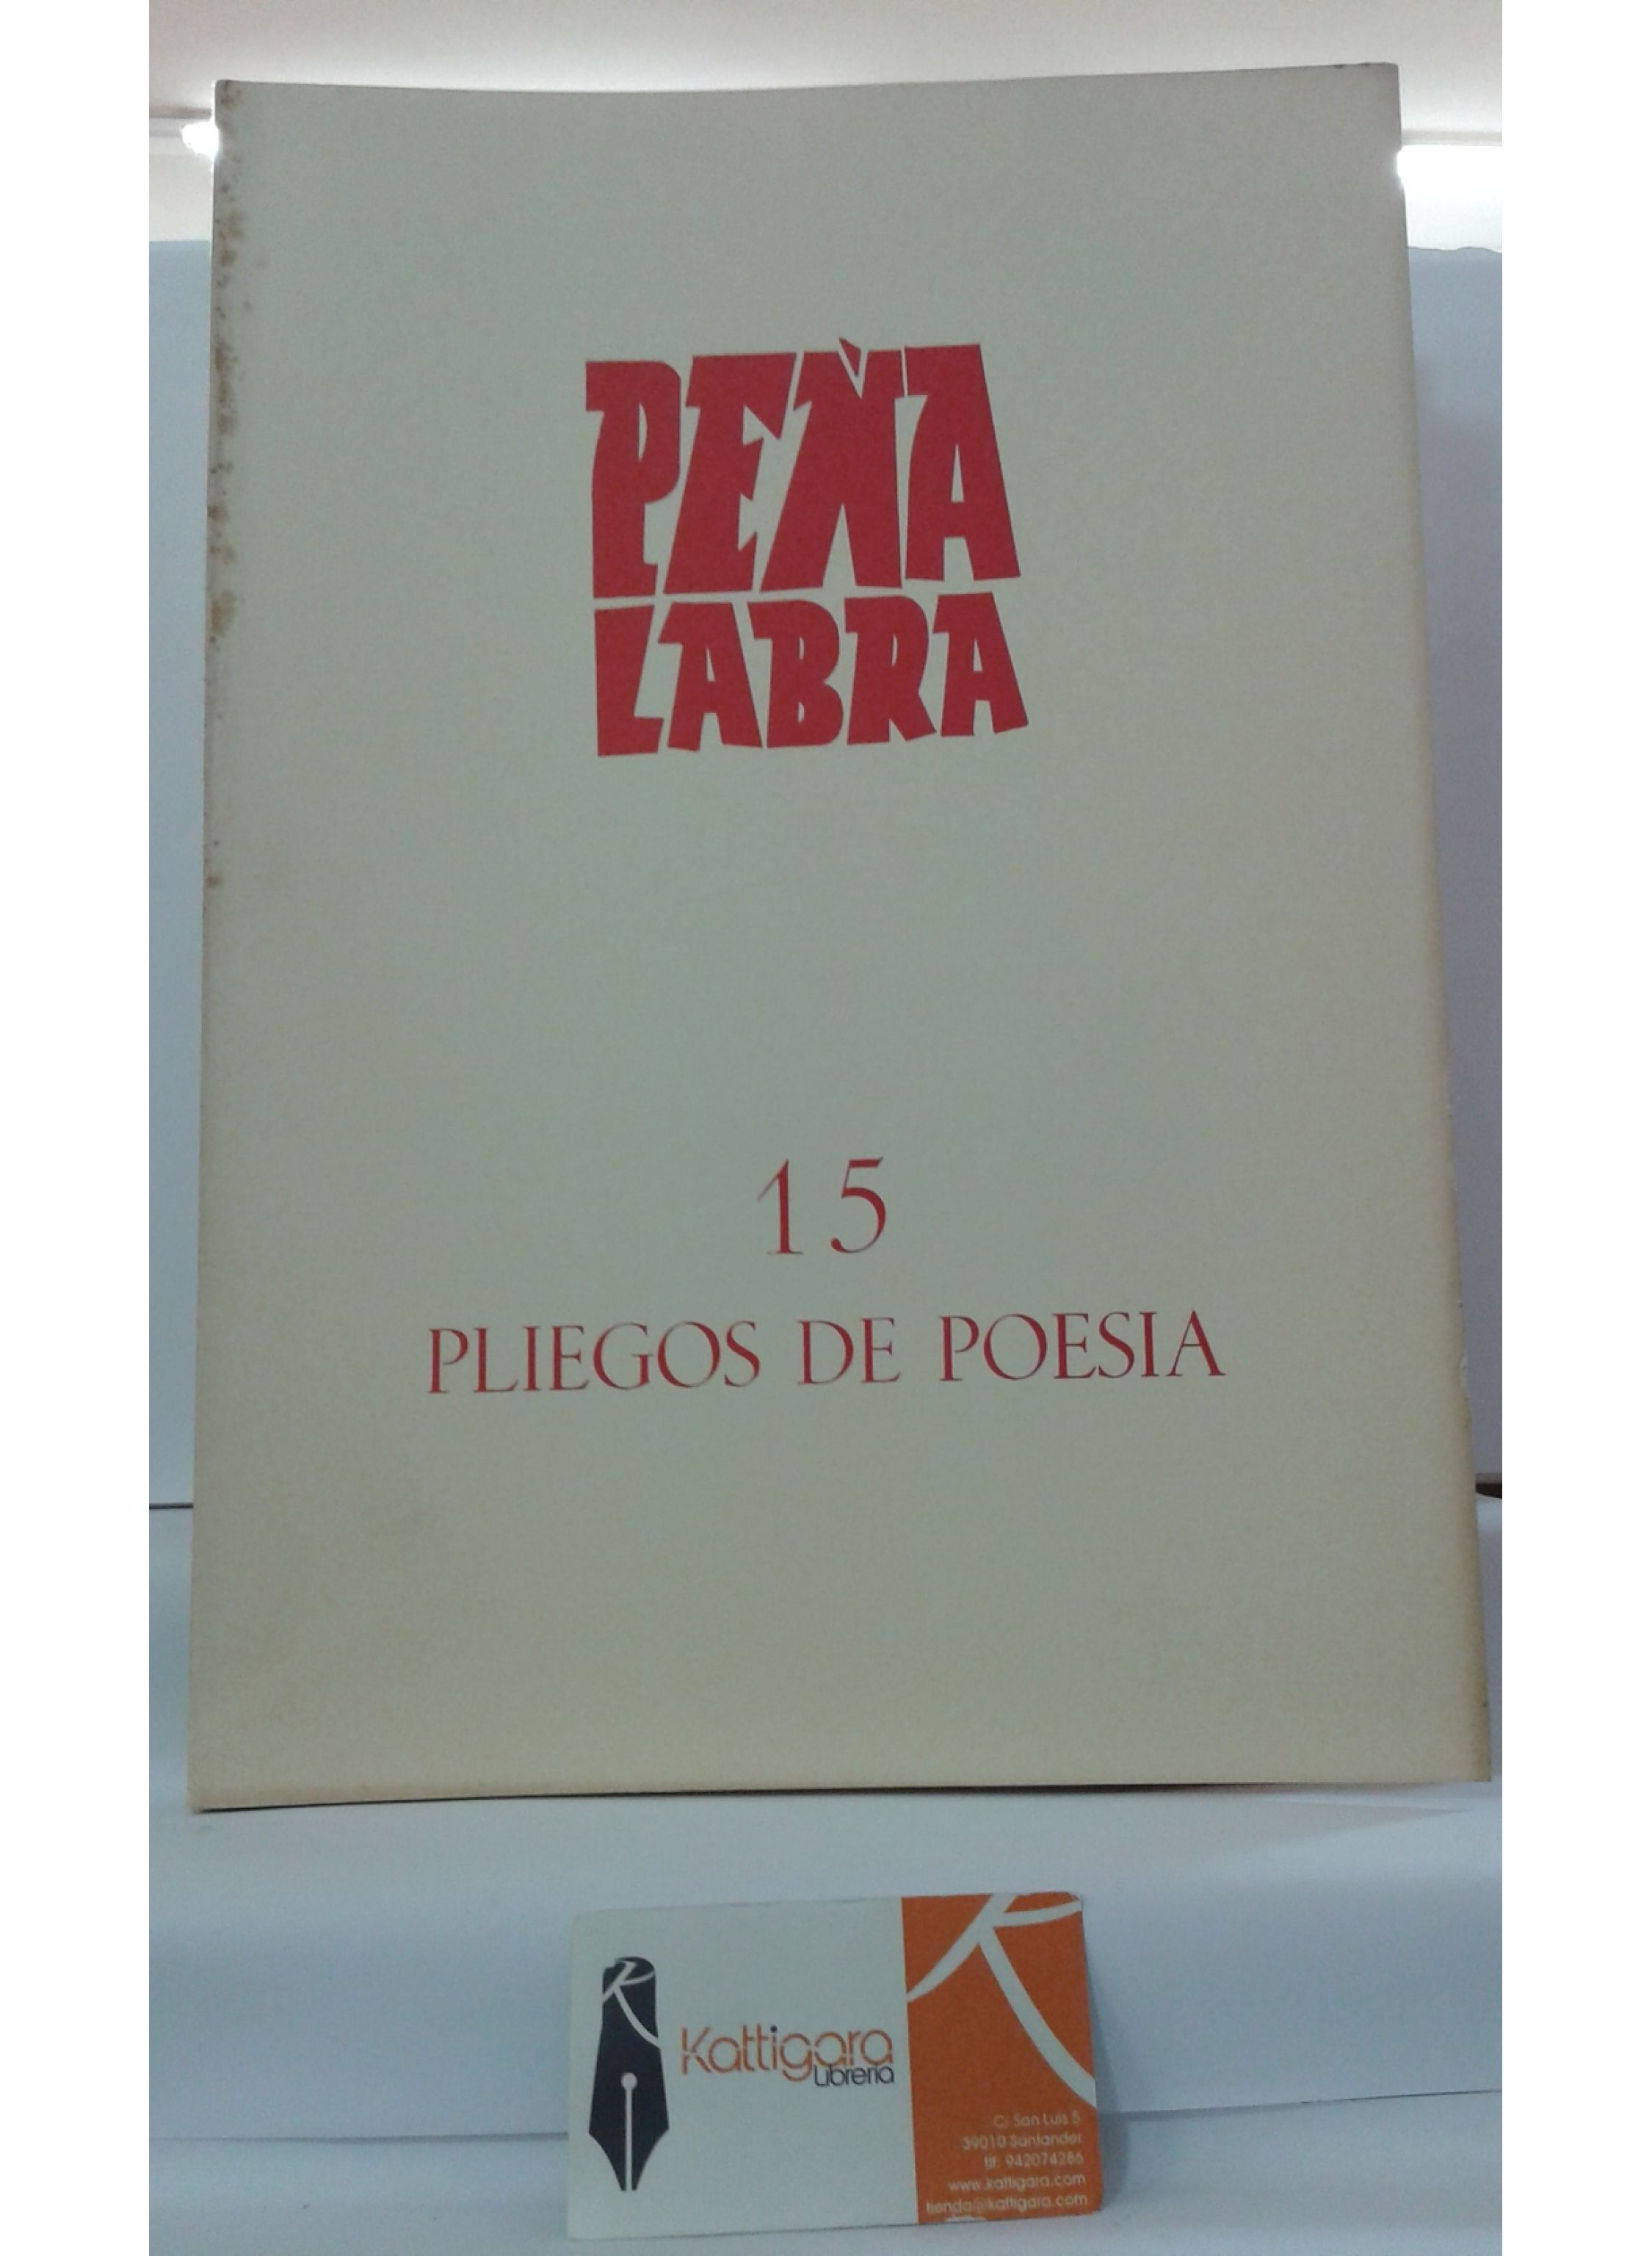 PEÑA
LABRA
15
PLIEGOS DE POESIA
Kattigara
Librería
C. San Luis 5
39010 Santander
tlf. 942074286
www.kattigara.com
tienda@kattigara.com